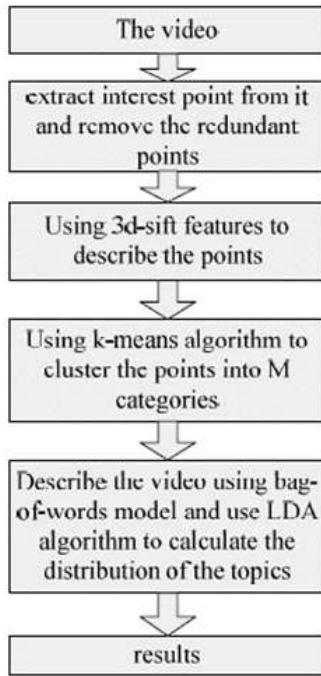 The video
extract interest point from it
and remove the redundant
points
Using 3d-sift features to
describe the points
Using k-means algorithm to
cluster the points into M
categories
Describe the video using bag-
of-words model and use LDA
algorithm to calculate the
distribution of the topics
results